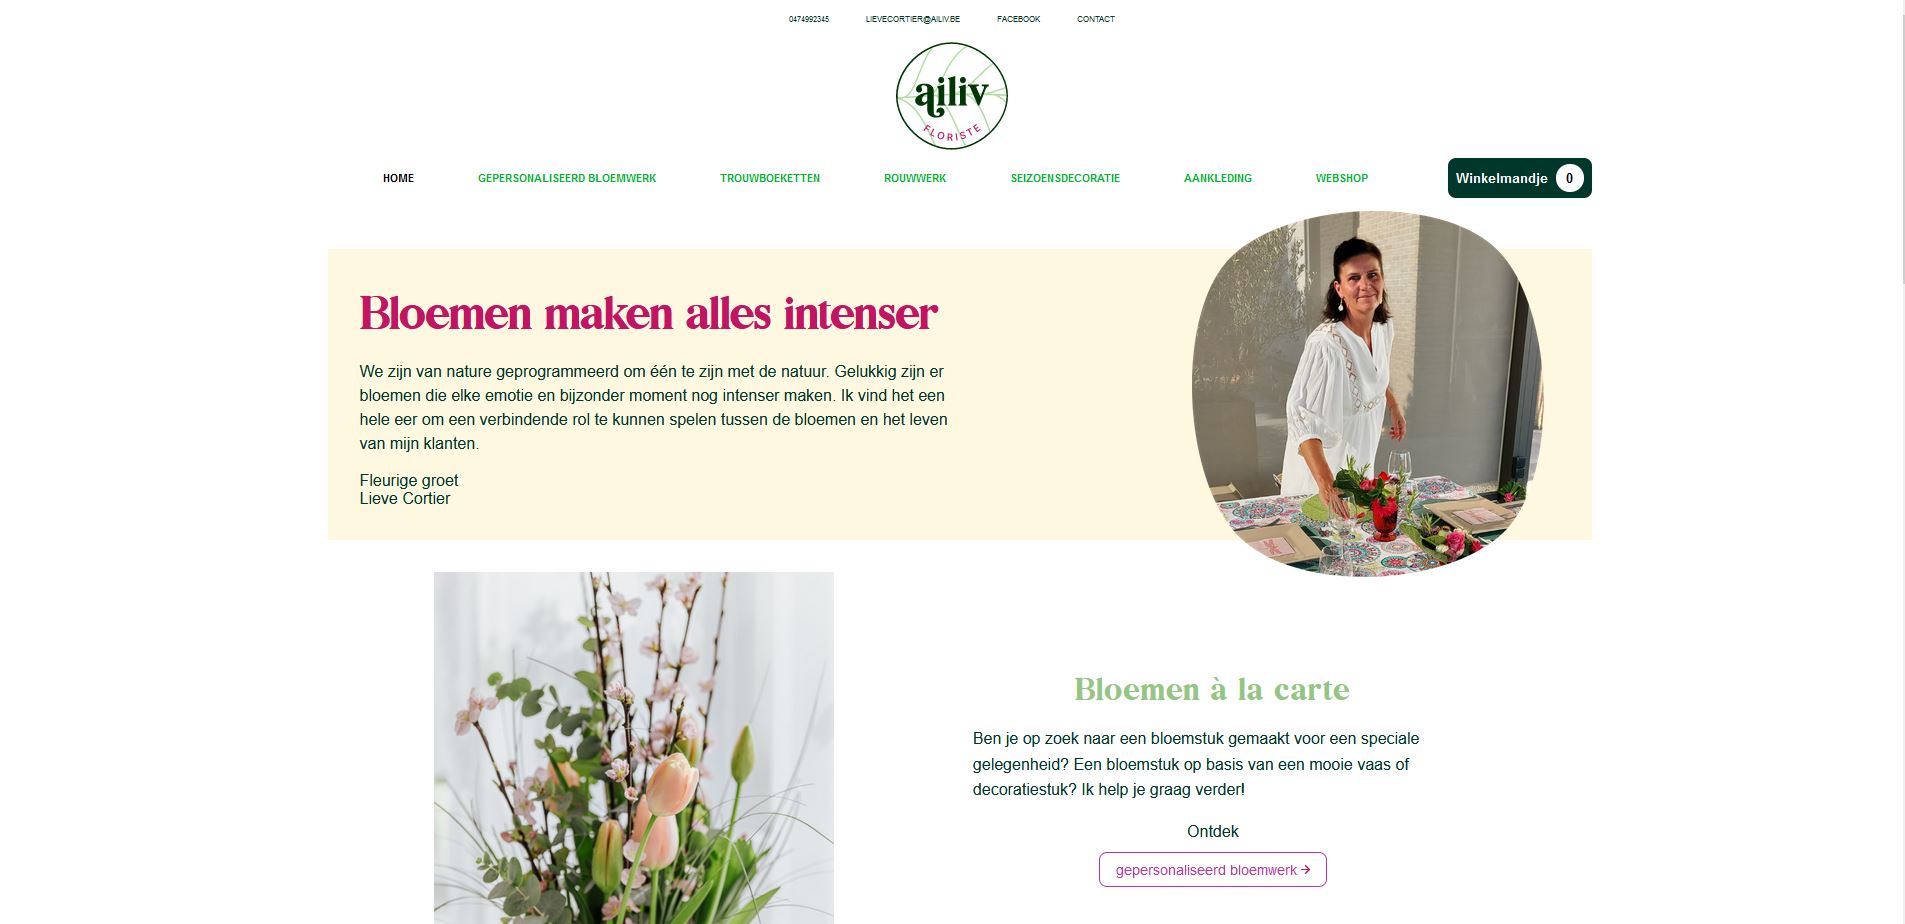 0474992345 LIEVECORTIER@AILIV.BE FACEBOOK CONTACT
ailiv
FLORISTE
HOME GEPERSONALISEERD BLOEMWERK TROUWBOEKETTEN ROUWWERK SEIZOENSDECORATIE AANKLEDING WEBSHOP Winkelmandje 0
Bloemen maken alles intenser
We zijn van nature geprogrammeerd om één te zijn met de natuur. Gelukkig zijn er
bloemen die elke emotie en bijzonder moment nog intenser maken. Ik vind het een
hele eer om een verbindende rol te kunnen spelen tussen de bloemen en het leven
van mijn klanten.
Fleurige groet
Lieve Cortier
Bloemen à la carte
Ben je op zoek naar een bloemstuk gemaakt voor een speciale
gelegenheid? Een bloemstuk op basis van een mooie vaas of
decoratiestuk? Ik help je graag verder!
Ontdek
gepersonaliseerd bloemwerk →